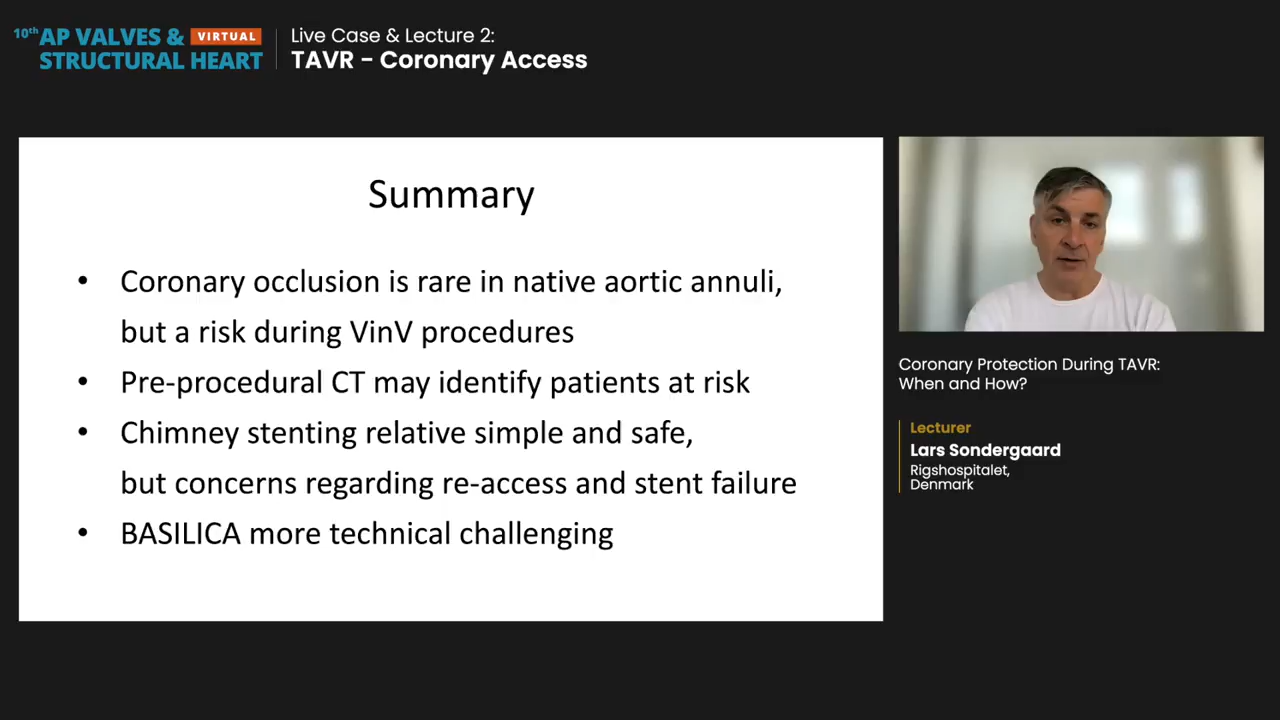 10th AP VALVES & VIRTUAL
STRUCTURAL HEART
Live Case & Lecture 2:
TAVR - Coronary Access
Summary
• Coronary occlusion is rare in native aortic annuli,
but a risk during VinV procedures
• Pre-procedural CT may identify patients at risk
• Chimney stenting relative simple and safe,
but concerns regarding re-access and stent failure
• BASILICA more technical challenging
Coronary Protection During TAVR:
When and How?
Lecturer
Lars Sondergaard
Rigshospitalet,
Denmark